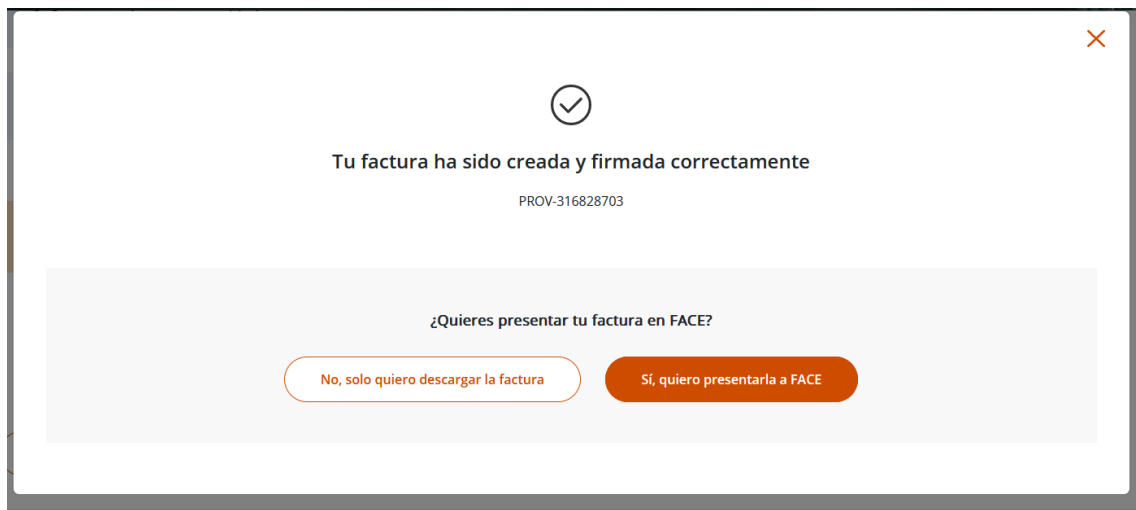 Tu factura ha sido creada y firmada correctamente
PROV-316828703
¿Quieres presentar tu factura en FACE?
No, solo quiero descargar la factura
Sí, quiero presentarla a FACE